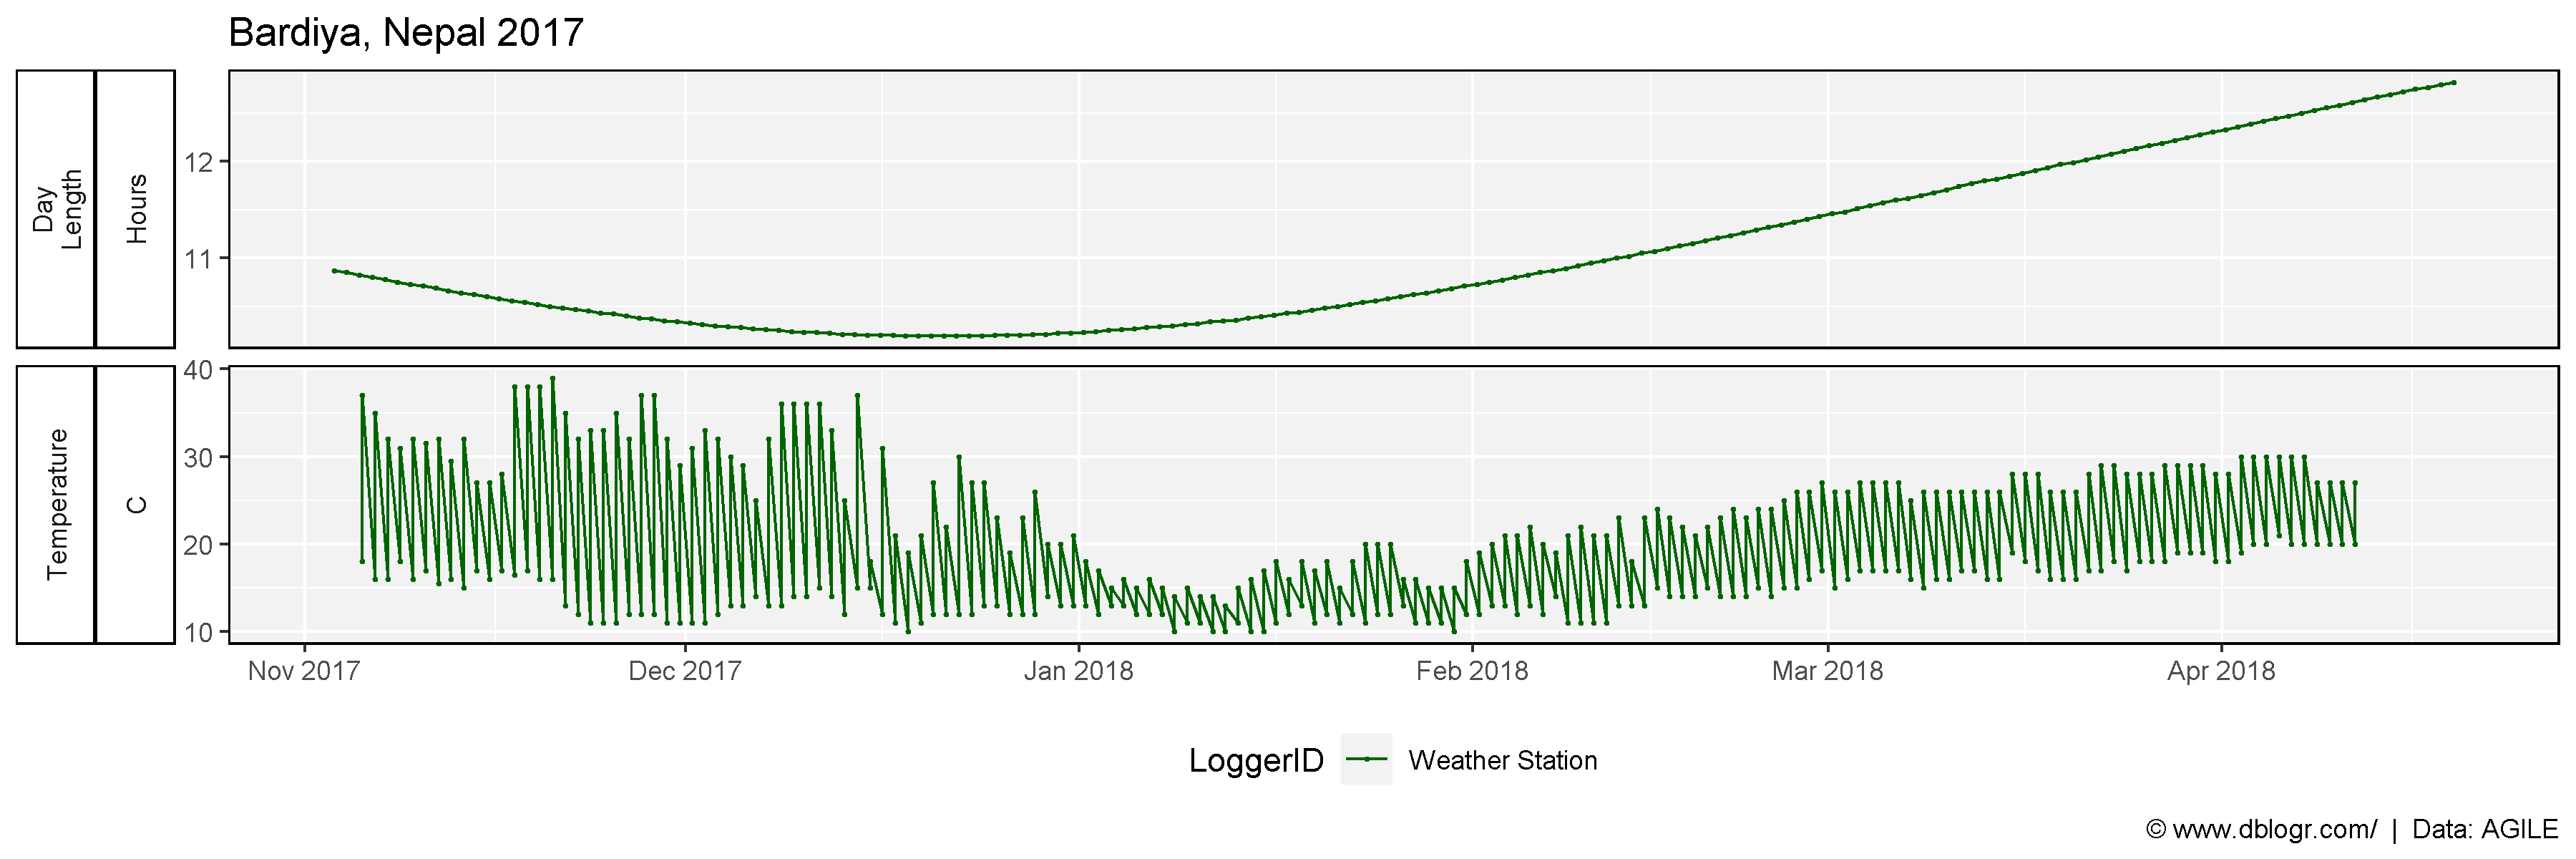 Bardiya, Nepal 2017
Day
Length
Hours
12
11
Temperature
C
40
30
20
10
Nov 2017
Dec 2017
Jan 2018
Feb 2018
Mar 2018
Apr 2018
LoggerID
Weather Station
© www.dblogr.com/ | Data: AGILE